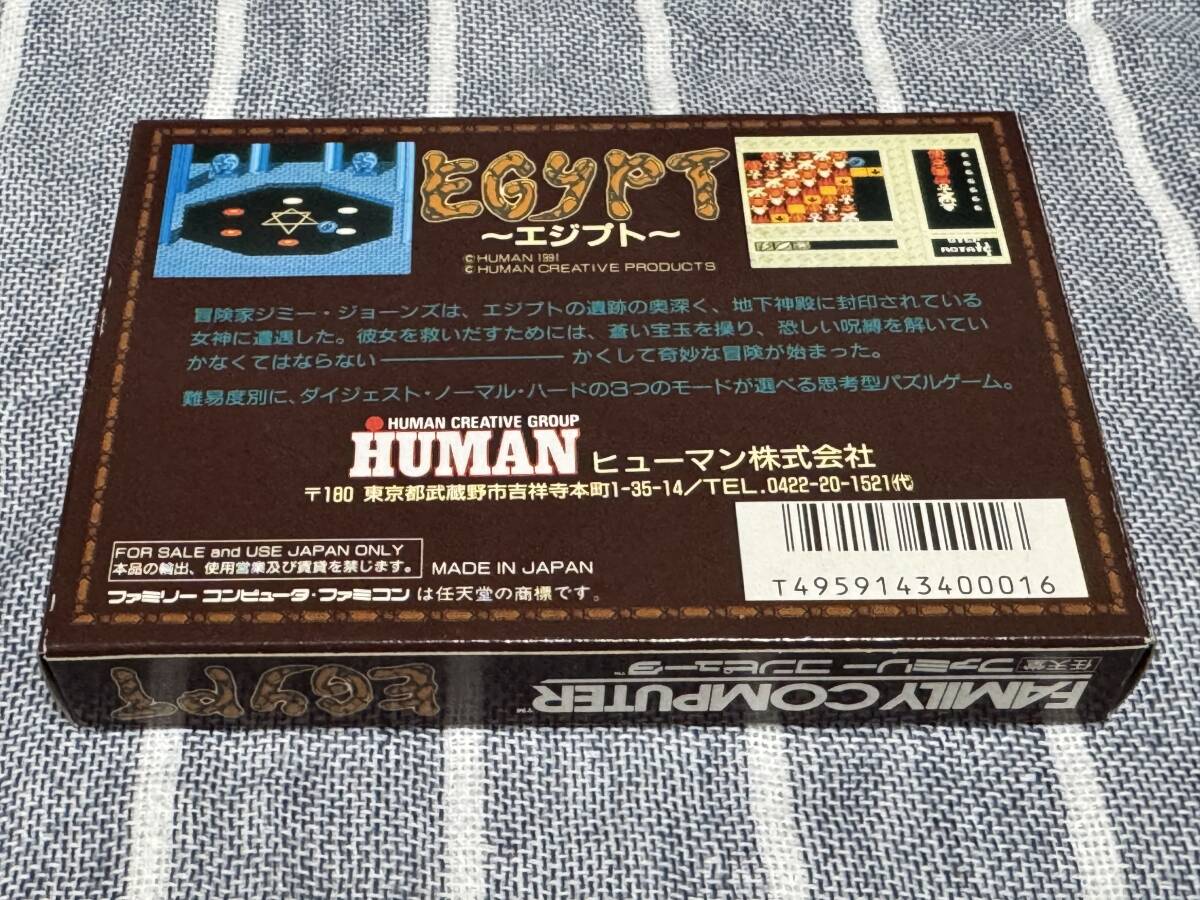 EGYPT
～エジプト～
© HUMAN 1991
© HUMAN CREATIVE PRODUCTS
冒険家ジミー・ジョーンズは、エジプトの遺跡の奥深く、地下神殿に封印されている
女神に遭遇した。彼女を救いだすためには、蒼い宝玉を操り、恐しい呪縛を解いてい
かなくてはならない――――――かくして奇妙な冒険が始まった。
難易度別に、ダイジェスト・ノーマル・ハードの3つのモードが選べる思考型パズルゲーム。
HUMAN CREATIVE GROUP
HUMAN ヒューマン株式会社
〒180 東京都武蔵野市吉祥寺本町1-35-14/TEL.0422-20-1521(代)
FOR SALE and USE JAPAN ONLY
本品の輸出、使用営業及び賃貸を禁じます。
MADE IN JAPAN
ファミリー コンピュータ・ファミコン は任天堂の商標です。
T4959143400016
任天堂 ファミリー コンピュータ™
FAMILY COMPUTER™
EGYPT